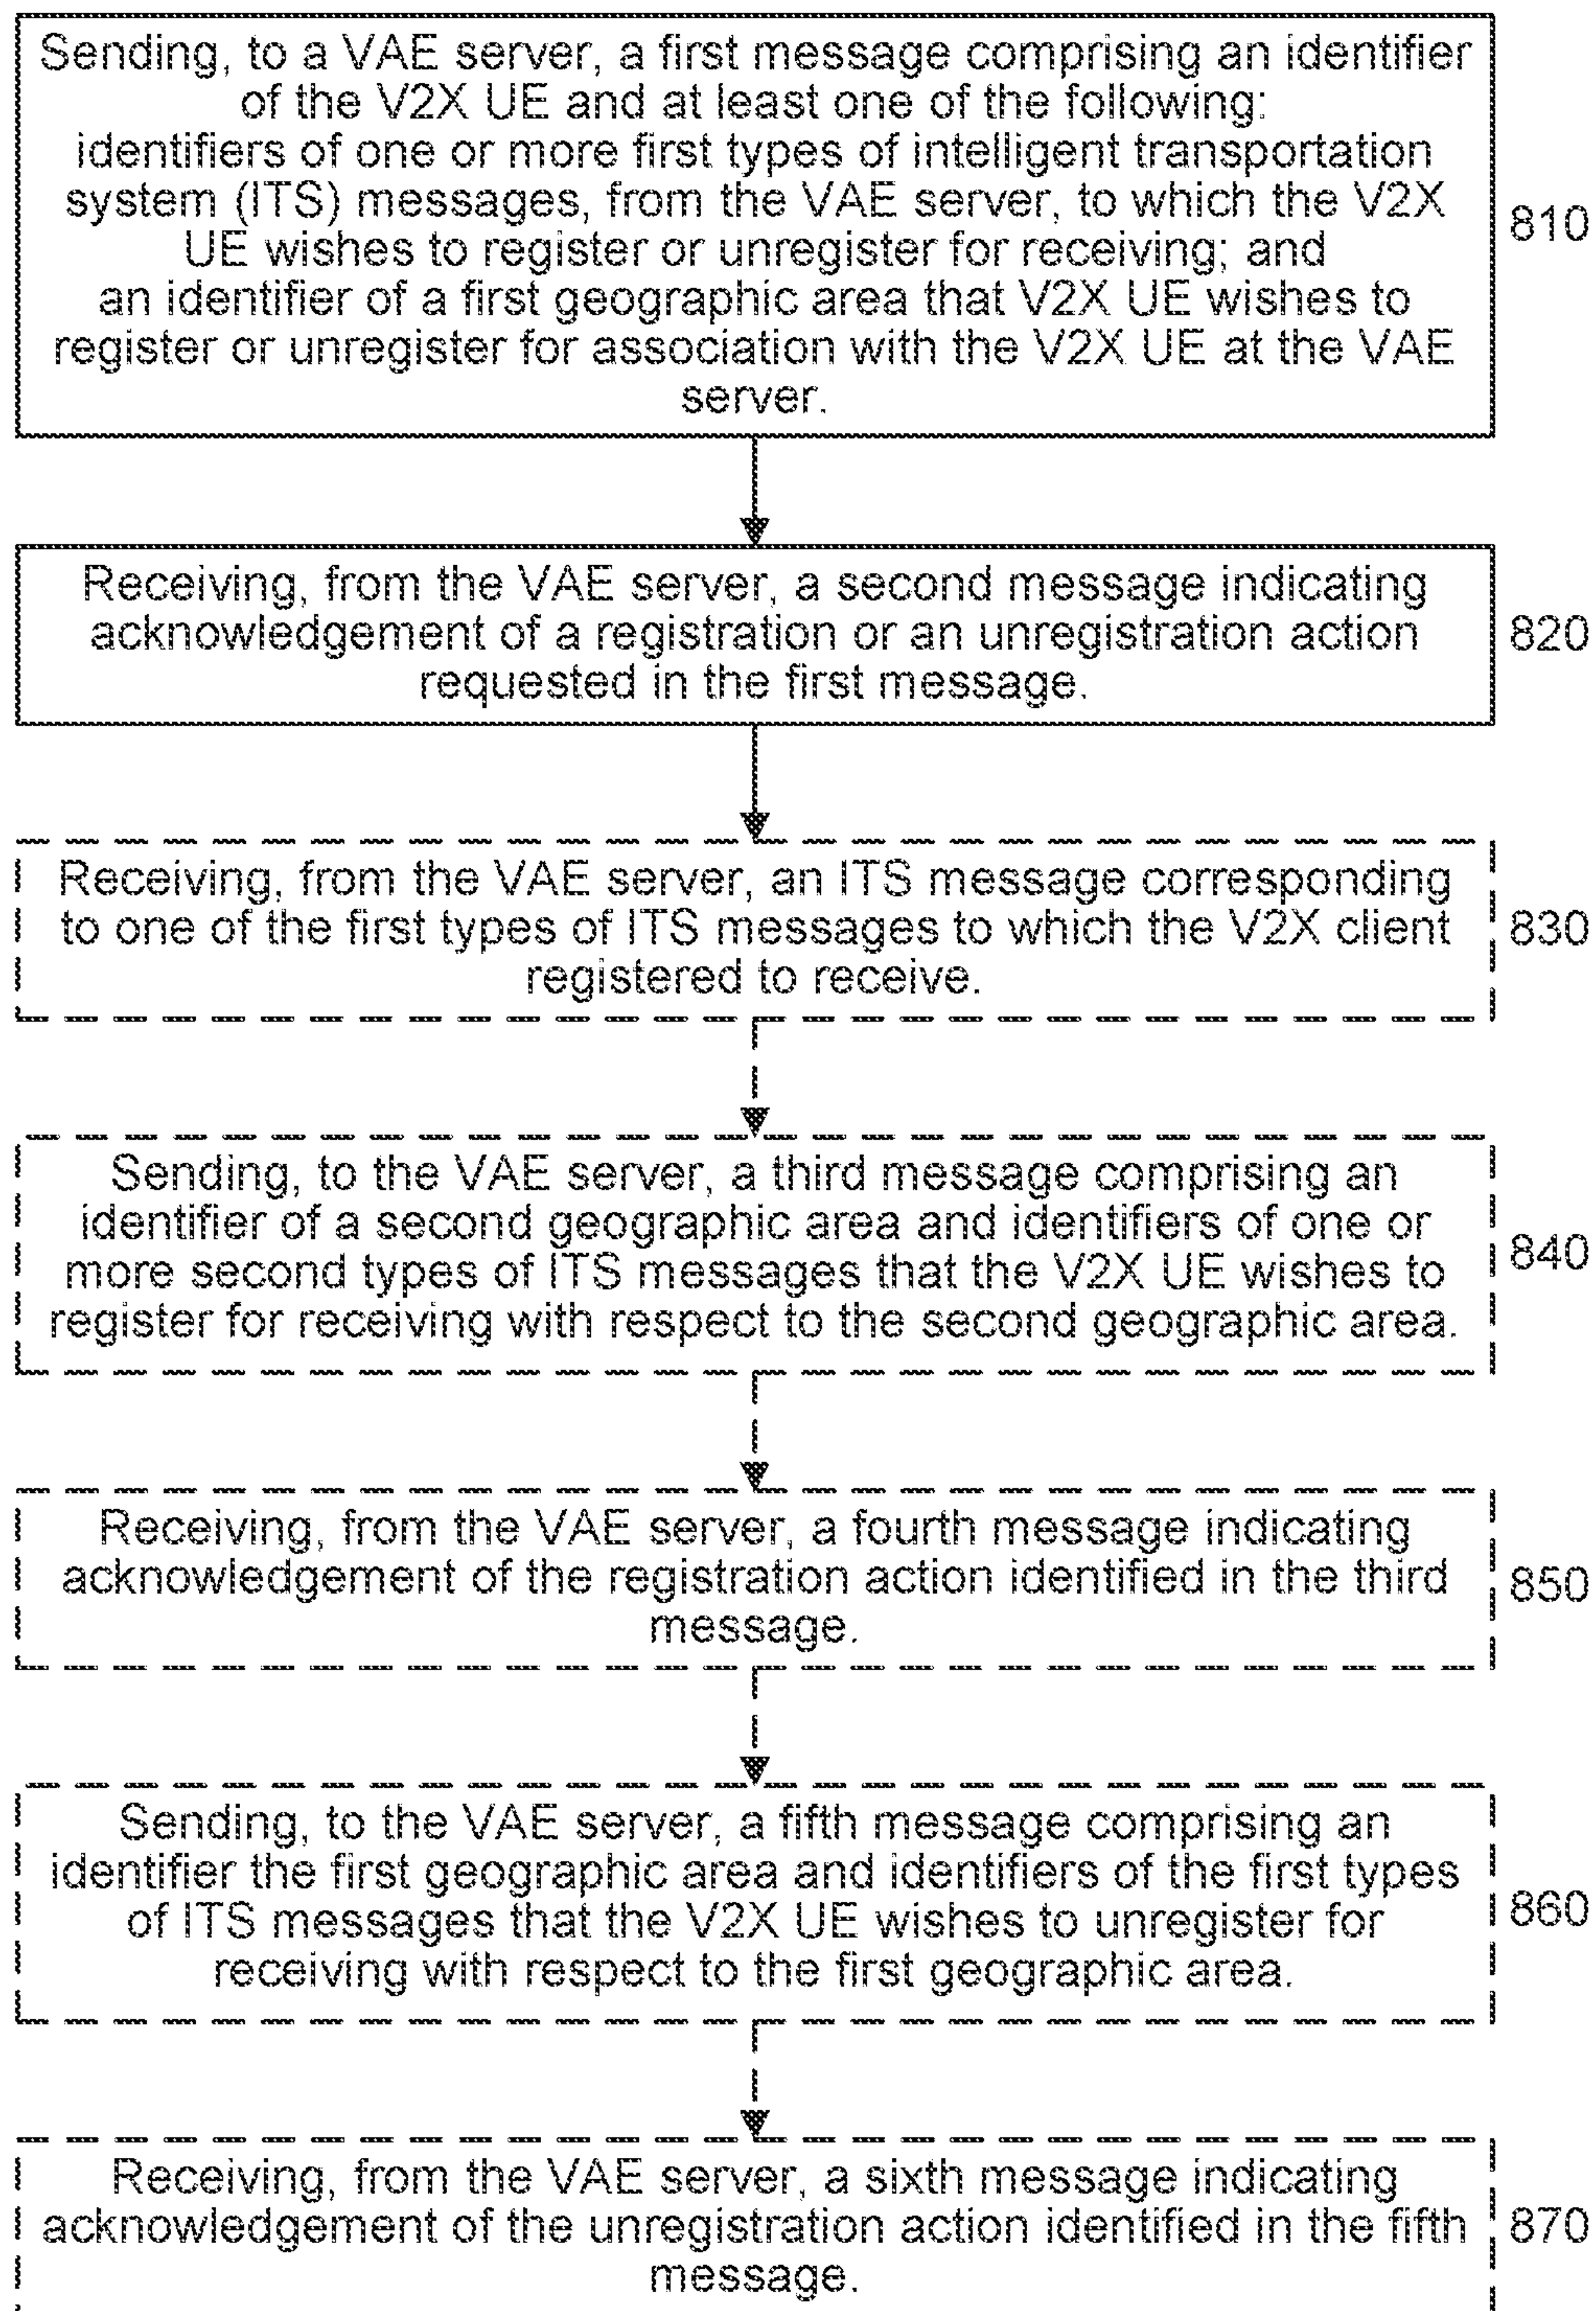 Sending, to a VAE server, a first message comprising an identifier
of the V2X UE and at least one of the following:
identifiers of one or more first types of intelligent transportation
system (ITS) messages, from the VAE server, to which the V2X
UE wishes to register or unregister for receiving; and
an identifier of a first geographic area that V2X UE wishes to
register or unregister for association with the V2X UE at the VAE
server.
810
Receiving, from the VAE server, a second message indicating
acknowledgement of a registration or an unregistration action
requested in the first message.
820
Receiving, from the VAE server, an ITS message corresponding
to one of the first types of ITS messages to which the V2X client
registered to receive.
830
Sending, to the VAE server, a third message comprising an
identifier of a second geographic area and identifiers of one or
more second types of ITS messages that the V2X UE wishes to
register for receiving with respect to the second geographic area.
840
Receiving, from the VAE server, a fourth message indicating
acknowledgement of the registration action identified in the third
message.
850
Sending, to the VAE server, a fifth message comprising an
identifier the first geographic area and identifiers of the first types
of ITS messages that the V2X UE wishes to unregister for
receiving with respect to the first geographic area.
860
Receiving, from the VAE server, a sixth message indicating
acknowledgement of the unregistration action identified in the fifth
message.
870